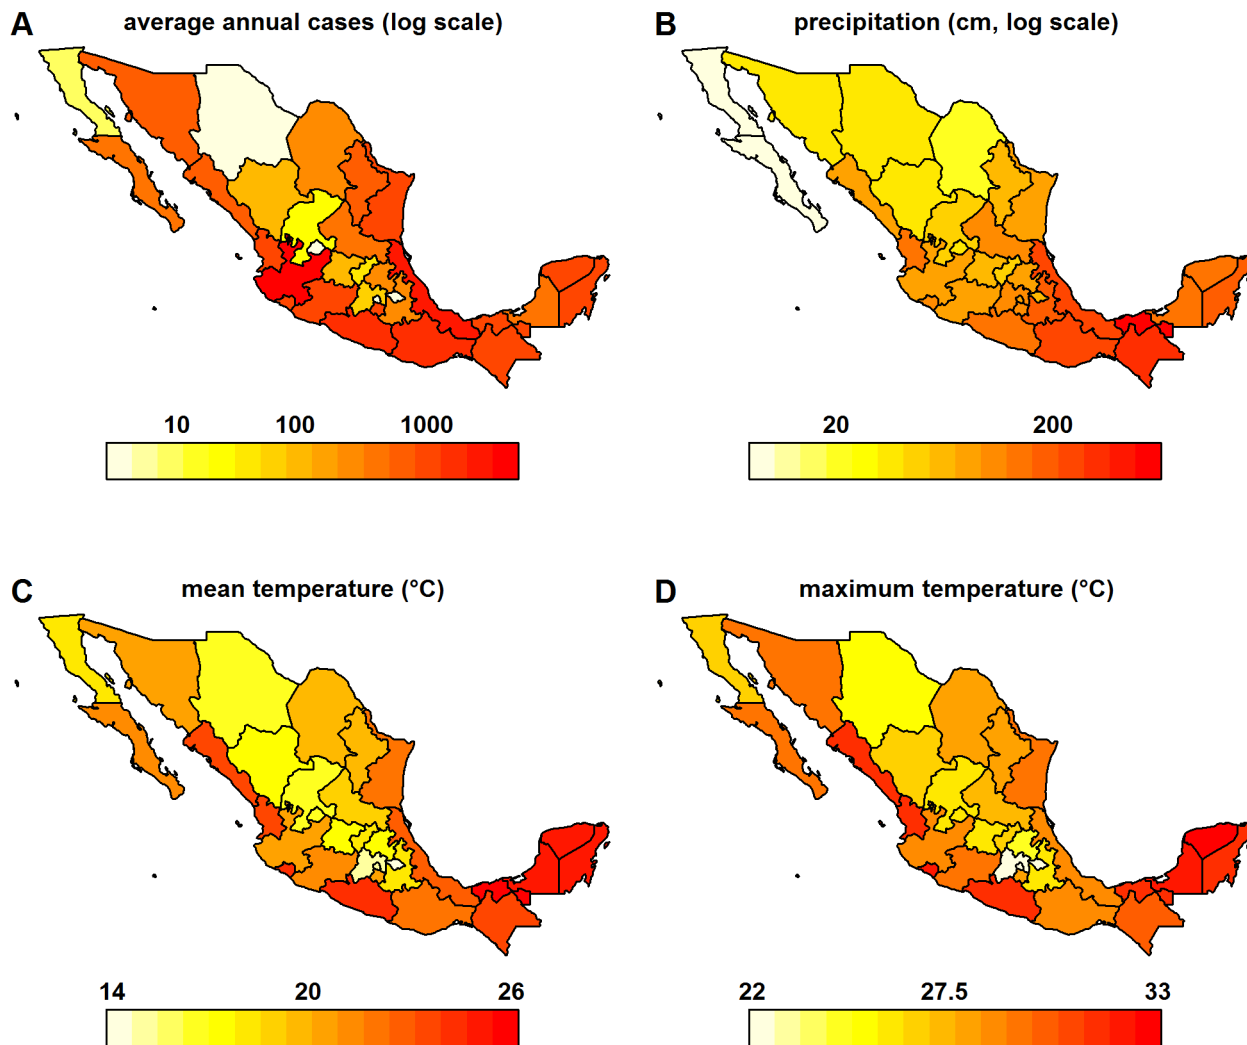 A average annual cases (log scale)
B precipitation (cm, log scale)
10 100 1000
20 200
C mean temperature (°C)
D maximum temperature (°C)
14 20 26
22 27.5 33